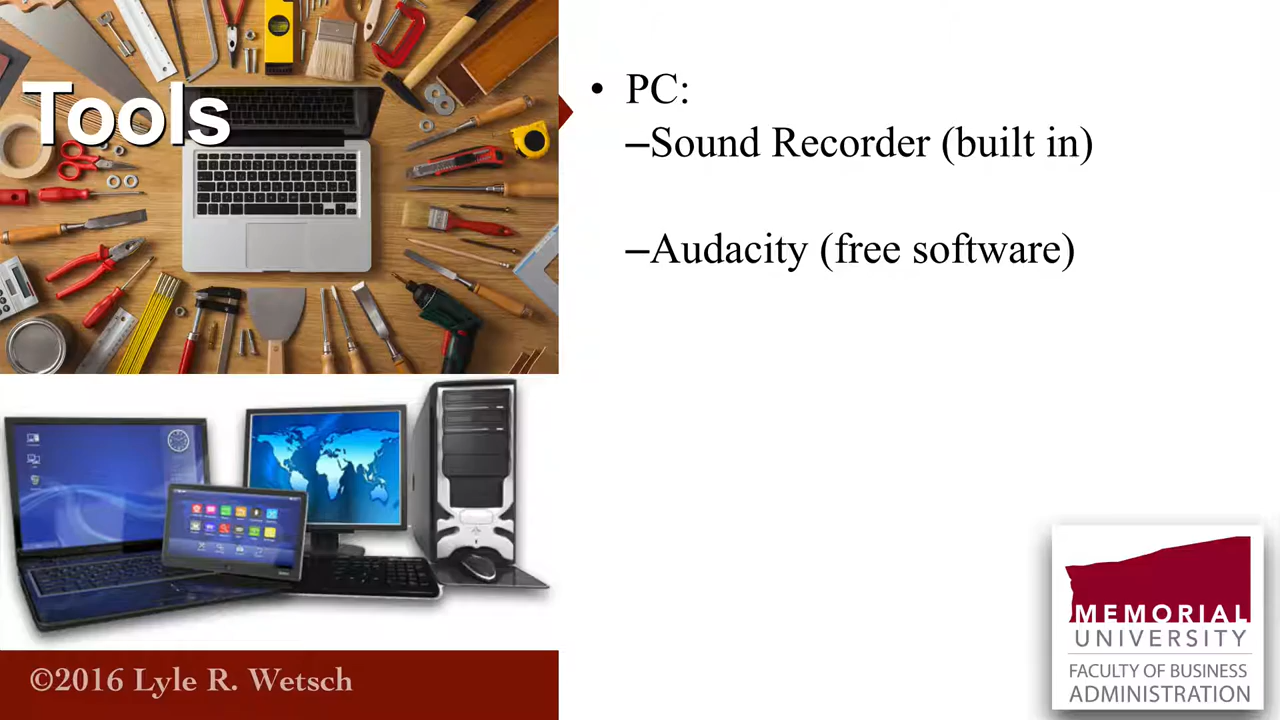 Tools
• PC:
–Sound Recorder (built in)
–Audacity (free software)
©2016 Lyle R. Wetsch
MEMORIAL
UNIVERSITY
FACULTY OF BUSINESS
ADMINISTRATION